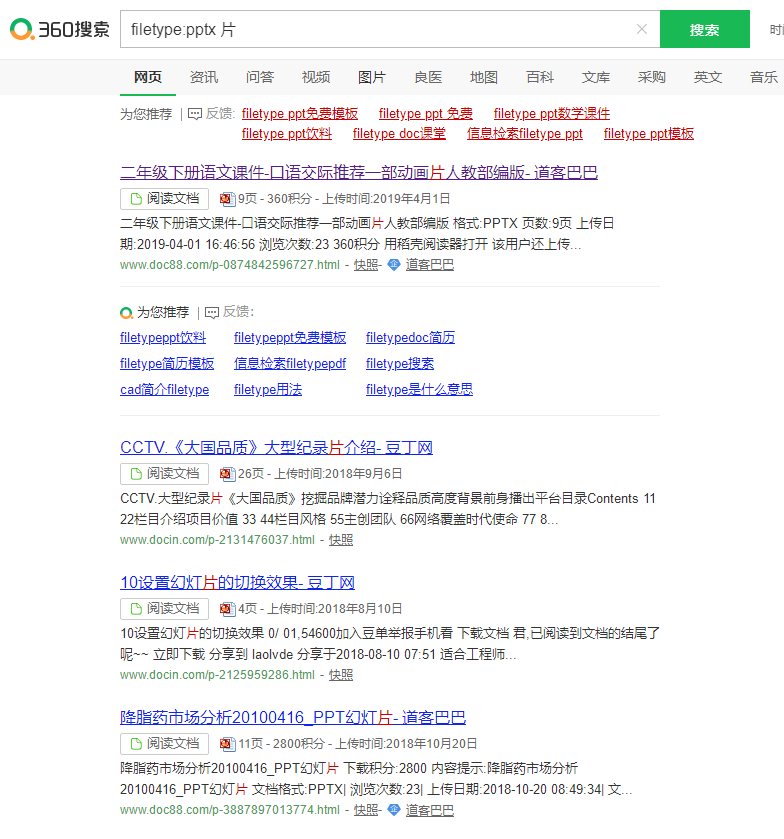 360搜索
filetype:pptx 片
搜索
时
网页 资讯 问答 视频 图片 良医 地图 百科 文库 采购 英文 音乐
为您推荐 | 反馈: filetype ppt免费模板 filetype ppt 免费 filetype ppt数学课件
filetype ppt饮料 filetype doc课堂 信息检索filetype ppt filetype ppt模板
二年级下册语文课件-口语交际推荐一部动画片人教部编版- 道客巴巴
阅读文档 9页 - 360积分 - 上传时间:2019年4月1日
二年级下册语文课件-口语交际推荐一部动画片人教部编版 格式:PPTX 页数:9页 上传日
期:2019-04-01 16:46:56 浏览次数:23 360积分 用稻壳阅读器打开 该用户还上传...
www.doc88.com/p-0874842596727.html - 快照- 道客巴巴
为您推荐 | 反馈:
filetypeppt饮料 filetypeppt免费模板 filetypedoc简历
filetype简历模板 信息检索filetypepdf filetype搜索
cad简介filetype filetype用法 filetype是什么意思
CCTV.《大国品质》大型纪录片介绍- 豆丁网
阅读文档 26页 - 上传时间:2018年9月6日
CCTV.大型纪录片《大国品质》挖掘品牌潜力诠释品质高度背景前身播出平台目录Contents 11
22栏目介绍项目价值 33 44栏目风格 55主创团队 66网络覆盖时代使命 77 8...
www.docin.com/p-2131476037.html - 快照
10设置幻灯片的切换效果- 豆丁网
阅读文档 4页 - 上传时间:2018年8月10日
10设置幻灯片的切换效果 0/ 01,54600加入豆单举报手机看 下载文档 君,已阅读到文档的结尾了
呢~~ 立即下载 分享到 laolvde 分享于2018-08-10 07:51 适合工程师...
www.docin.com/p-2125959286.html - 快照
降脂药市场分析20100416_PPT幻灯片- 道客巴巴
阅读文档 11页 - 2800积分 - 上传时间:2018年10月20日
降脂药市场分析20100416_PPT幻灯片 下载积分:2800 内容提示:降脂药市场分析
20100416_PPT幻灯片 文档格式:PPTX| 浏览次数:23| 上传日期:2018-10-20 08:49:34| 文...
www.doc88.com/p-3887897013774.html - 快照- 道客巴巴